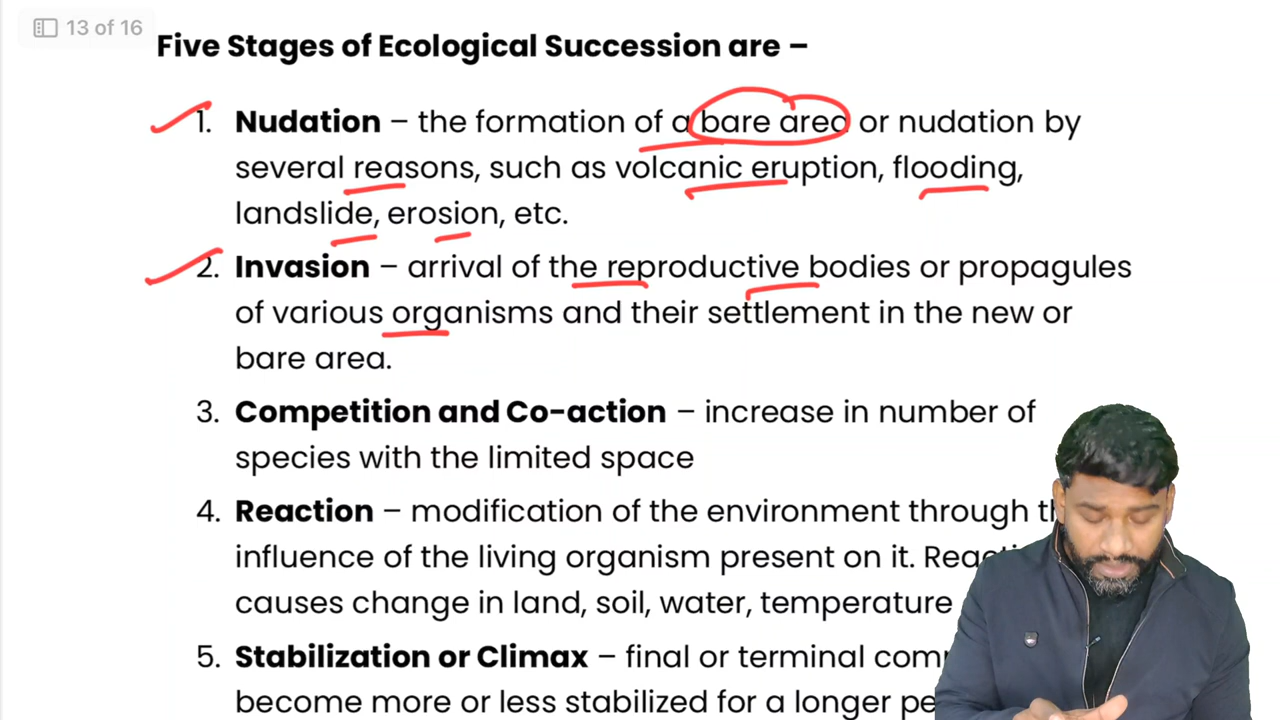 13 of 16
Five Stages of Ecological Succession are –
1. Nudation – the formation of a bare area or nudation by
several reasons, such as volcanic eruption, flooding,
landslide, erosion, etc.
2. Invasion – arrival of the reproductive bodies or propagules
of various organisms and their settlement in the new or
bare area.
3. Competition and Co-action – increase in number of
species with the limited space
4. Reaction – modification of the environment through
influence of the living organism present on it.
causes change in land, soil, water, temperature
5. Stabilization or Climax – final or terminal
become more or less stabilized for a longer